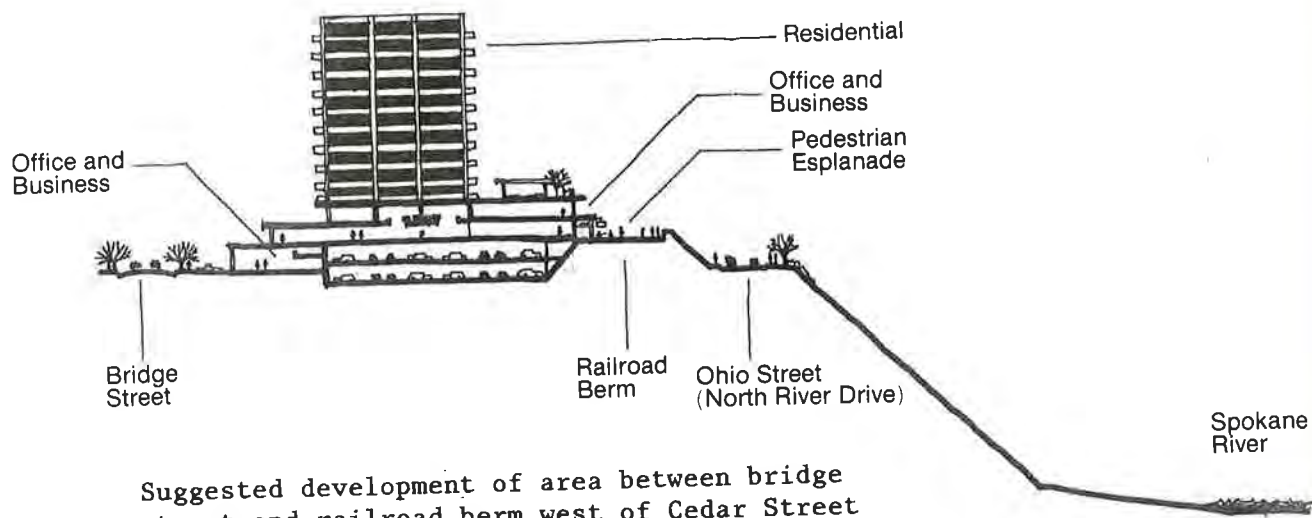 Residential
Office and
Business
Pedestrian
Esplanade
Office and
Business
Bridge
Street
Railroad
Berm
Ohio Street
(North River Drive)
Spokane
River
Suggested development of area between bridge
and railroad berm west of Cedar Street